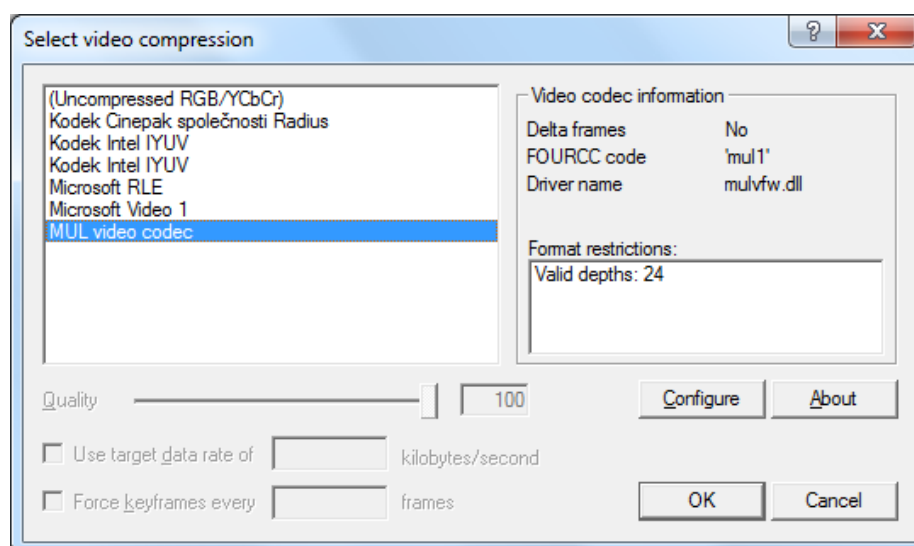 Select video compression
(Uncompressed RGB/YCbCr)
Kodek Cinepak společnosti Radius
Kodek Intel IYUV
Kodek Intel IYUV
Microsoft RLE
Microsoft Video 1
MUL video codec
Video codec information
Delta frames No
FOURCC code 'mul1'
Driver name mulvfw.dll
Format restrictions:
Valid depths: 24
Quality 100
Configure About
Use target data rate of kilobytes/second
Force keyframes every frames
OK Cancel